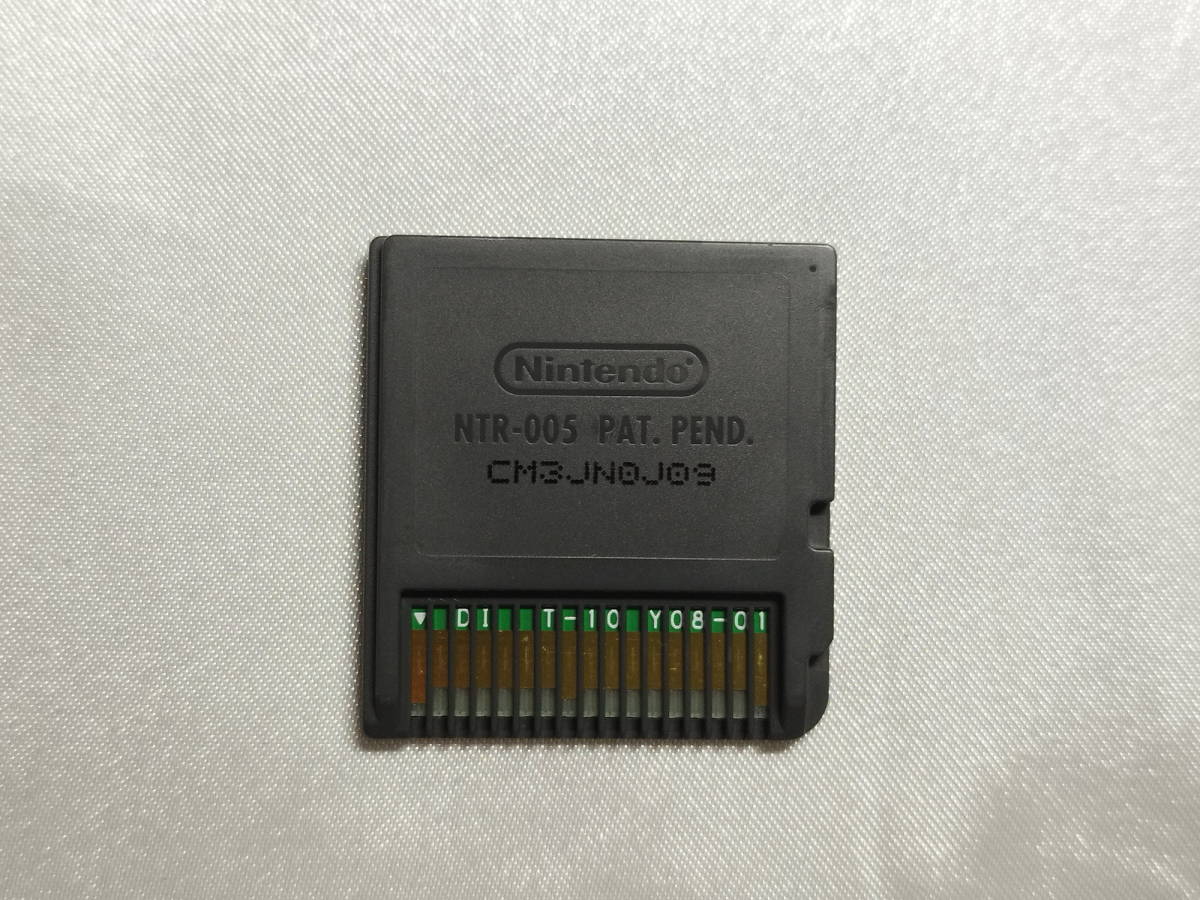 Nintendo®
NTR-005 PAT. PEND.
CM3JN0J09
▼ DI T-10 Y08-01